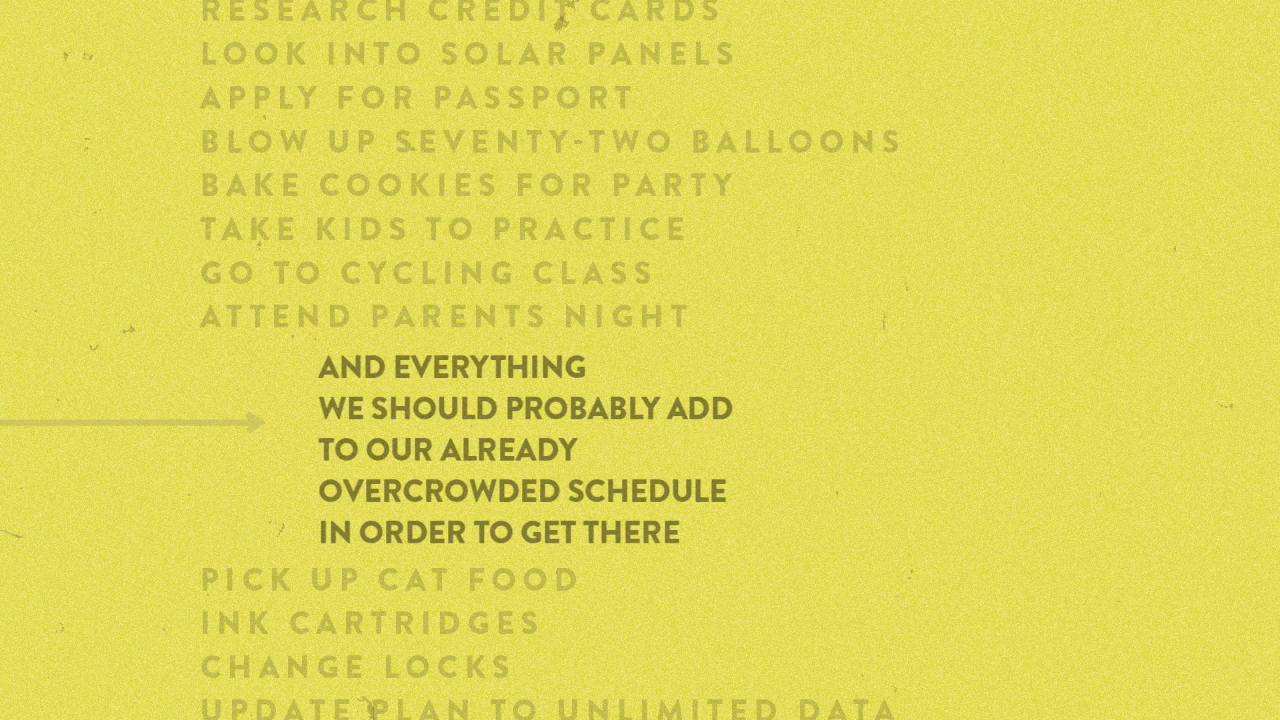 RESEARCH CREDIT CARDS
LOOK INTO SOLAR PANELS
APPLY FOR PASSPORT
BLOW UP SEVENTY-TWO BALLOONS
BAKE COOKIES FOR PARTY
TAKE KIDS TO PRACTICE
GO TO CYCLING CLASS
ATTEND PARENTS NIGHT
AND EVERYTHING
WE SHOULD PROBABLY ADD
TO OUR ALREADY
OVERCROWDED SCHEDULE
IN ORDER TO GET THERE
PICK UP CAT FOOD
INK CARTRIDGES
CHANGE LOCKS
UPDATE PLAN TO UNLIMITED DATA